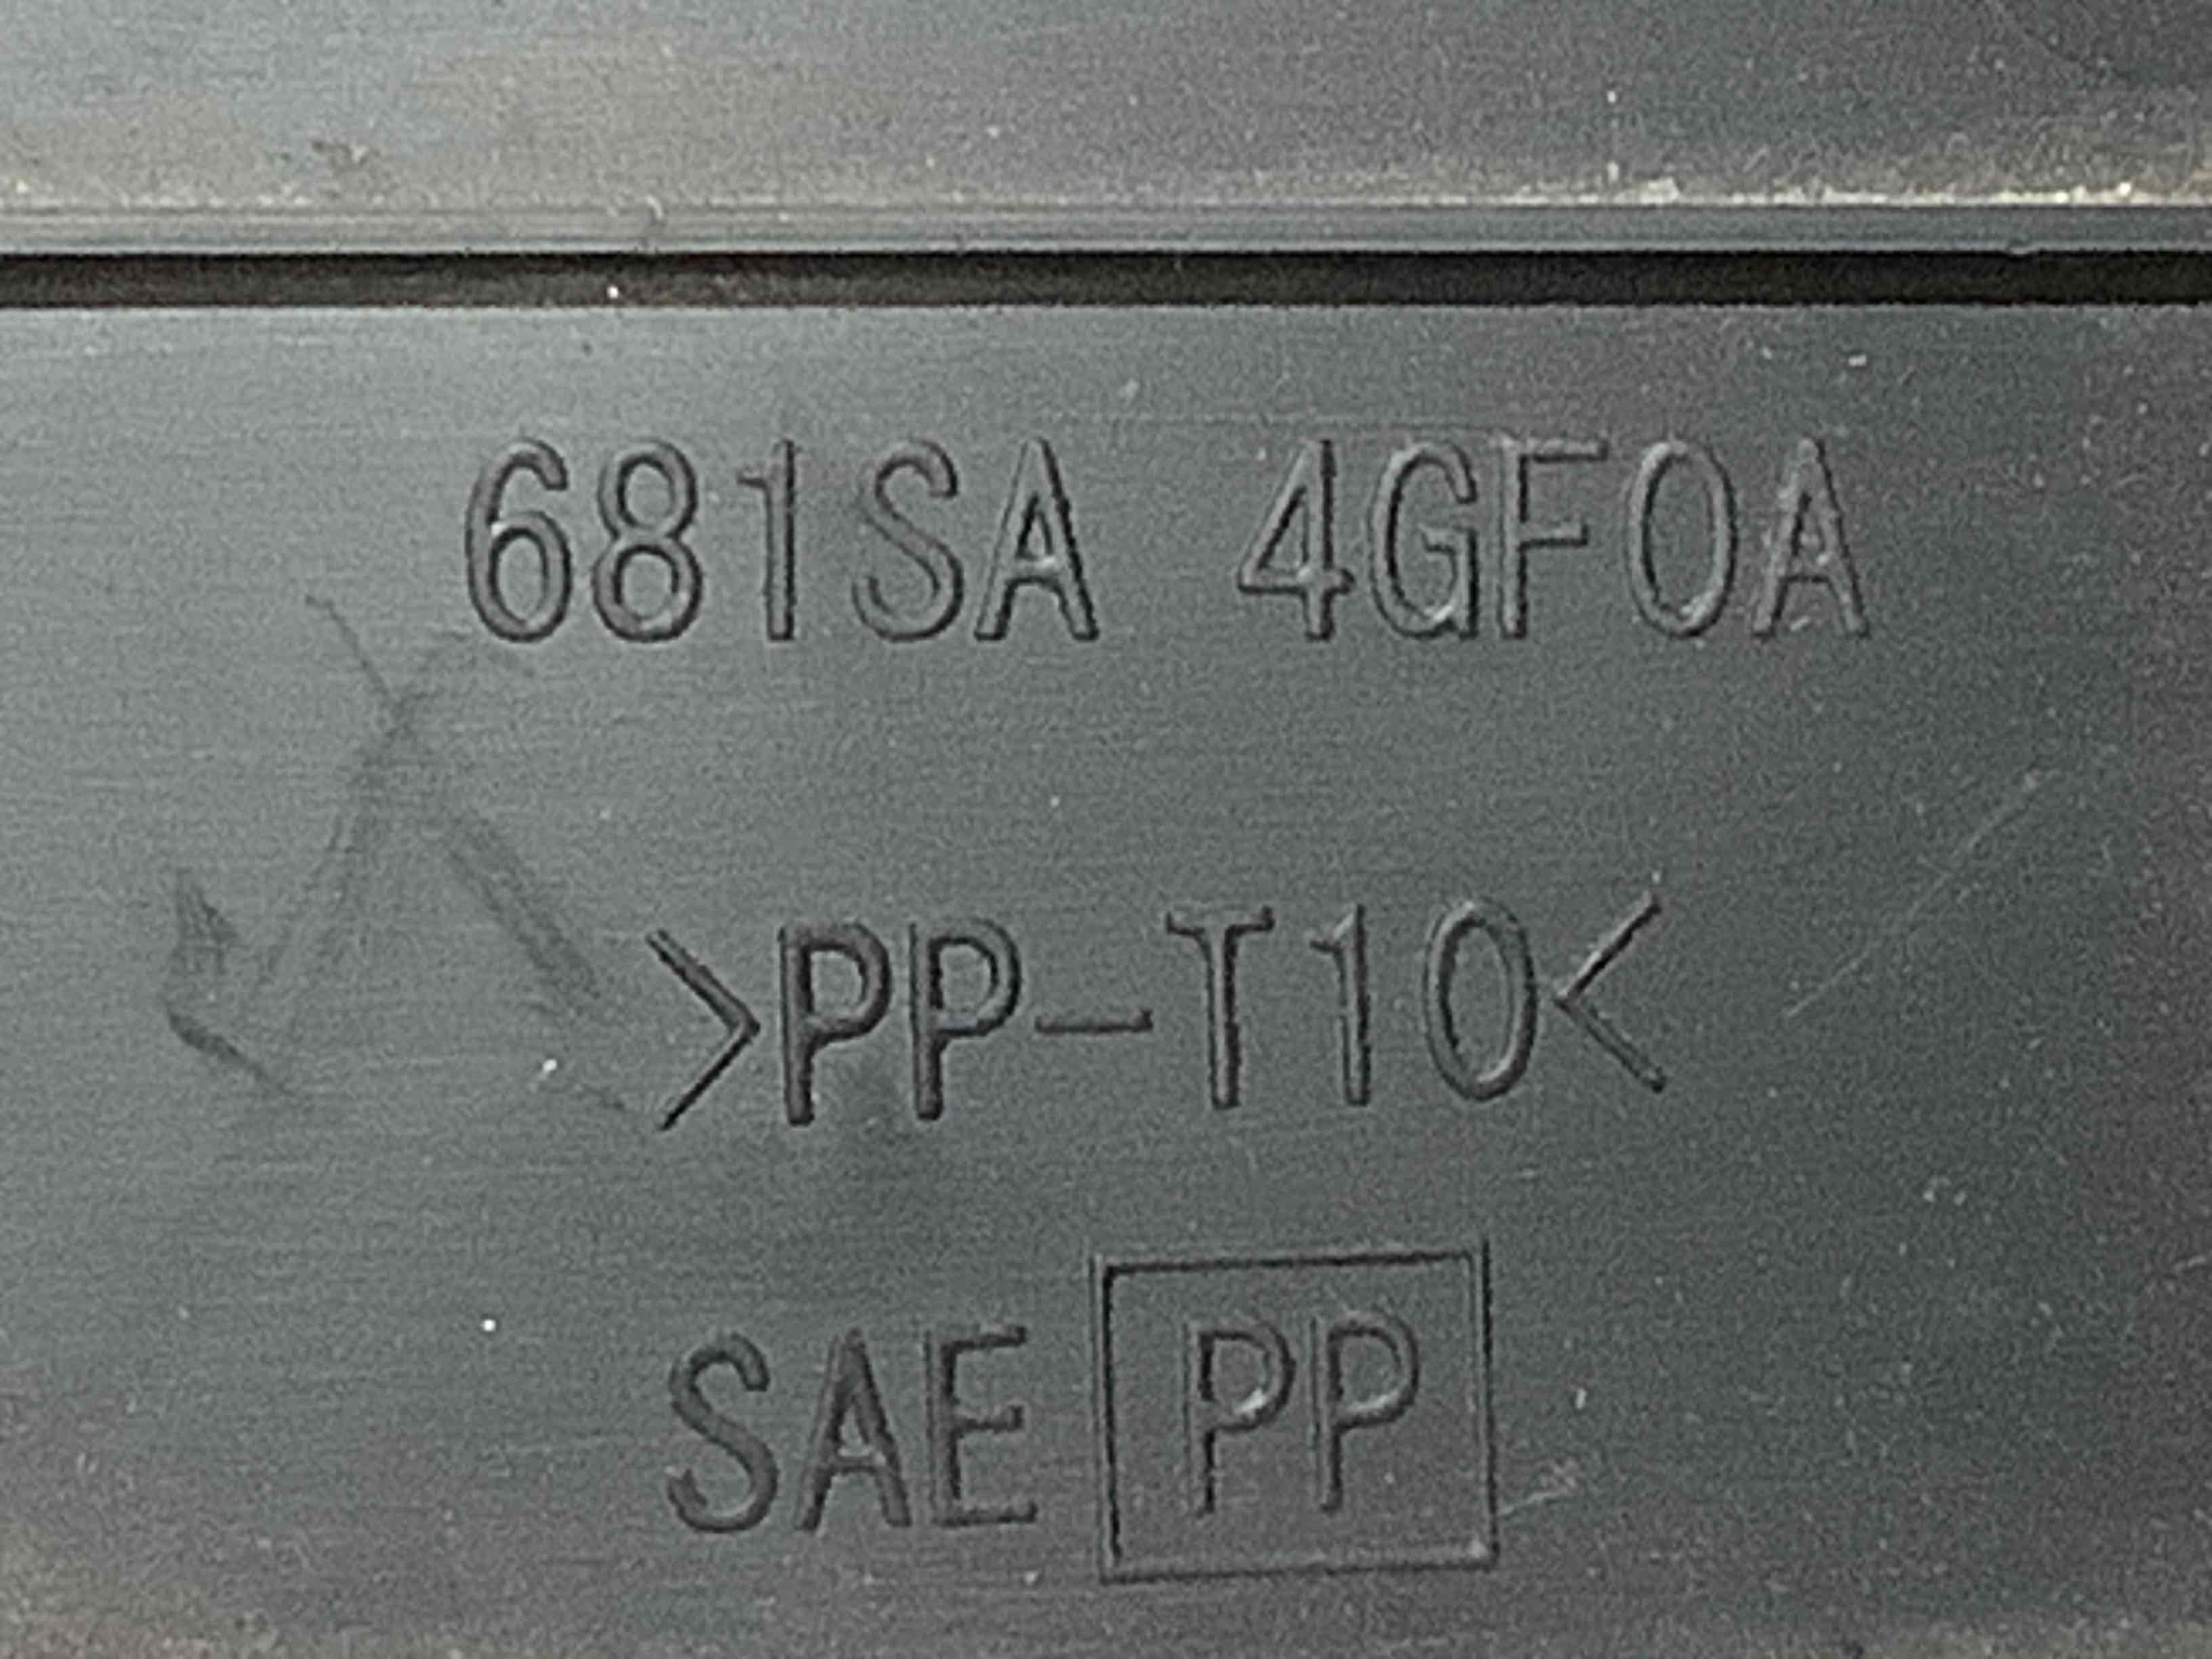 681SA 4GF0A
>PP-T10<
SAE PP